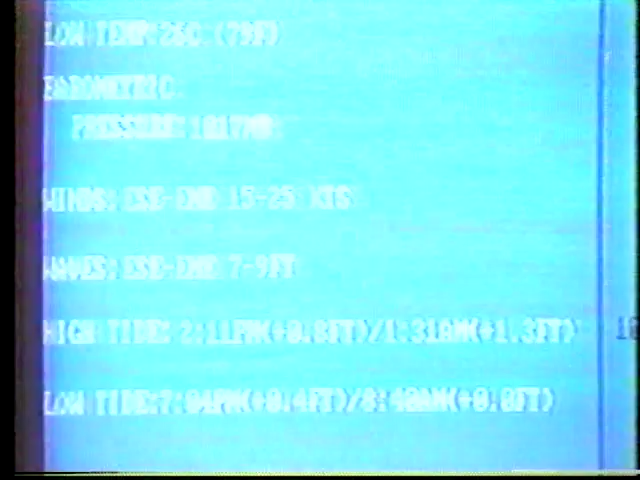 LOW TEMP:26C (79F)
BAROMETRIC
PRESSURE:1017MB
WINDS: ESE-ENE 15-25 KTS
WAVES: ESE-ENE 7-9FT
HIGH TIDE: 2:11PM(+0.8FT)/1:31AM(+1.3FT)
LOW TIDE:7:04PM(+0.4FT)/8:40AM(+0.0FT)